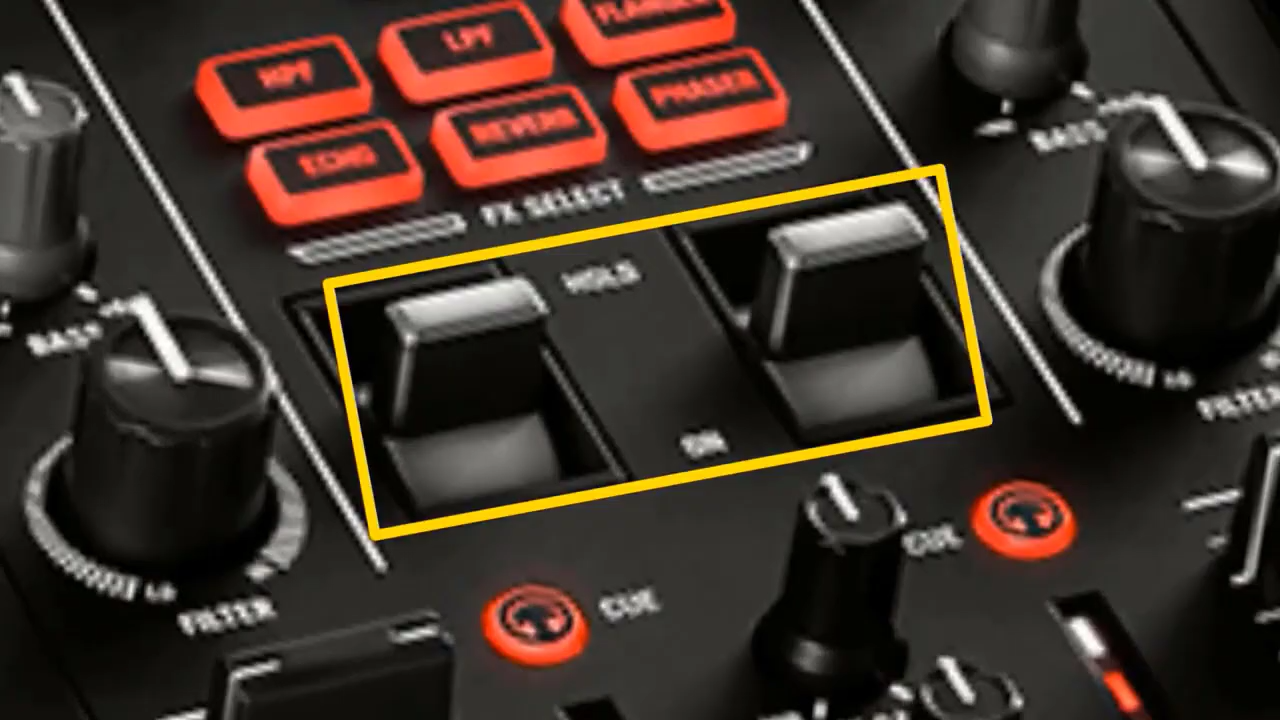 HPF LPF FLANGER
ECHO REVERB PHASER
FX SELECT
BASS
HOLD
BASS
ON
FILTER
FILTER
CUE
CUE